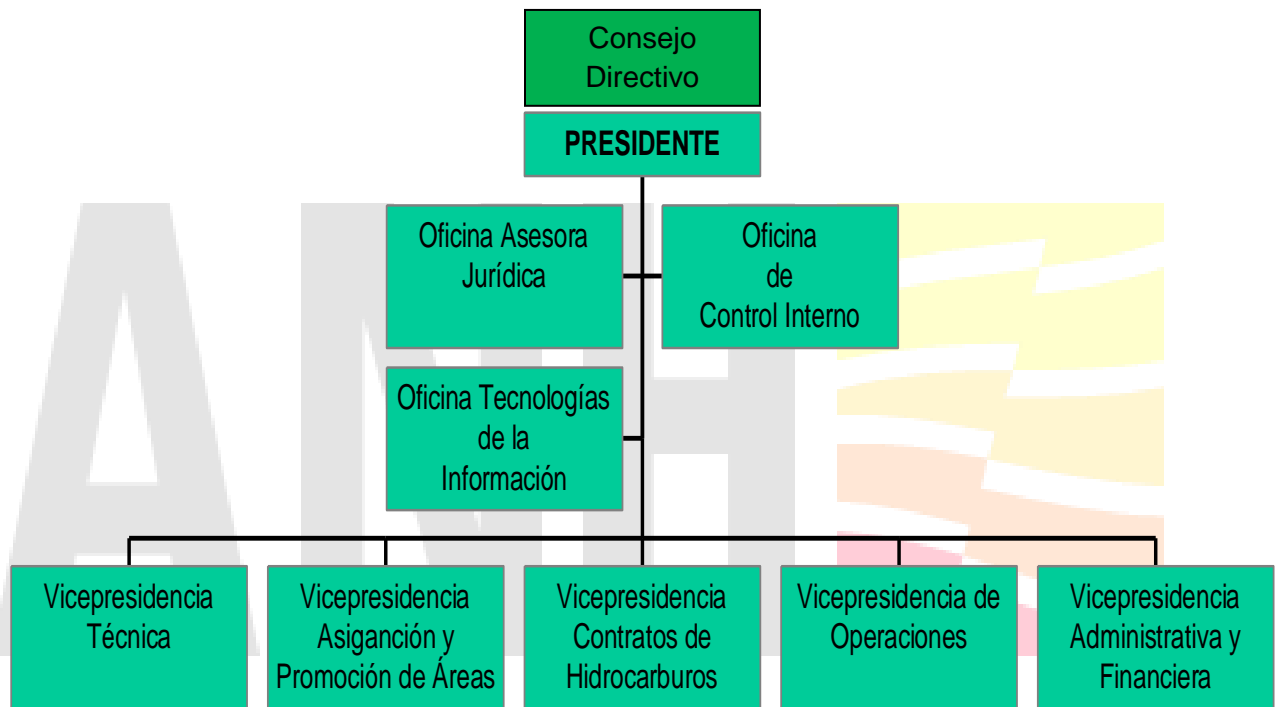 Consejo
Directivo
PRESIDENTE
Oficina Asesora
Jurídica
Oficina
de
Control Interno
Oficina Tecnologías
de la
Información
Vicepresidencia
Técnica
Vicepresidencia
Asiganción y
Promoción de Áreas
Vicepresidencia
Contratos de
Hidrocarburos
Vicepresidencia de
Operaciones
Vicepresidencia
Administrativa y
Financiera
ANH